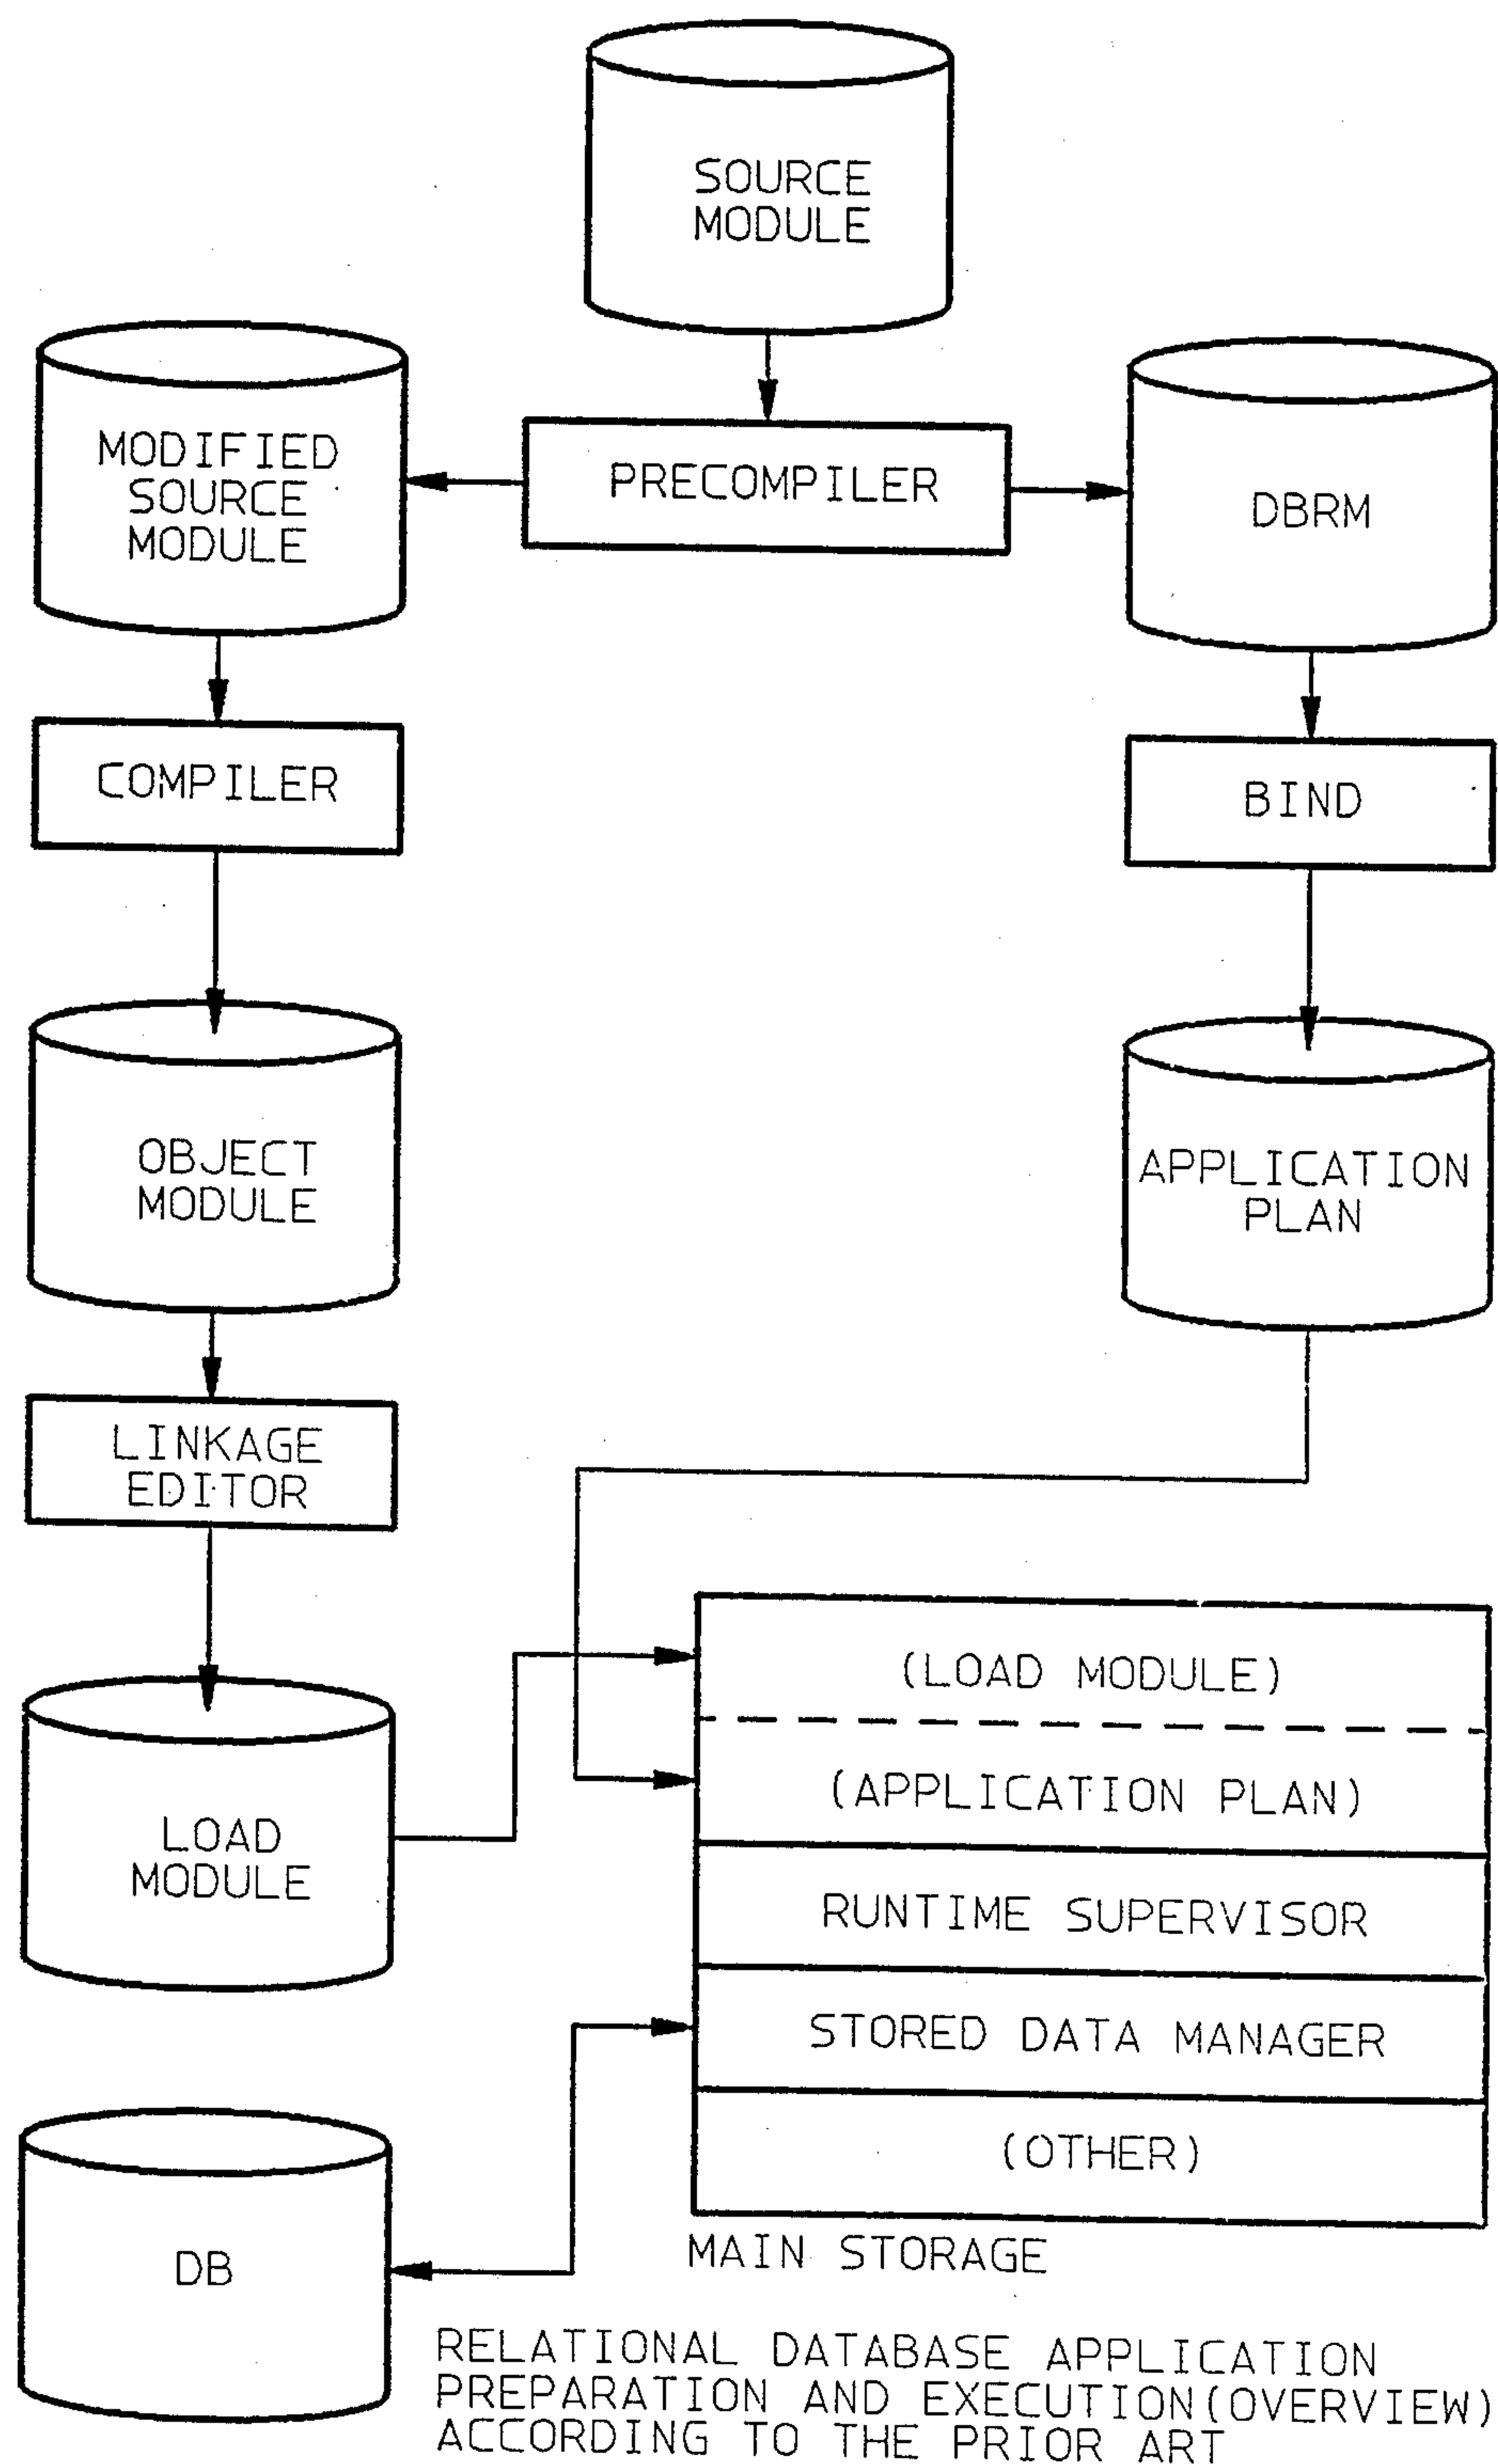 SOURCE
MODULE
MODIFIED
SOURCE
MODULE
PRECOMPILER
DBRM
COMPILER
BIND
OBJECT
MODULE
APPLICATION
PLAN
LINKAGE
EDITOR
(LOAD MODULE)
(APPLICATION PLAN)
LOAD
MODULE
RUNTIME SUPERVISOR
STORED DATA MANAGER
(OTHER)
MAIN STORAGE
DB
RELATIONAL DATABASE APPLICATION
PREPARATION AND EXECUTION(OVERVIEW)
ACCORDING TO THE PRIOR ART